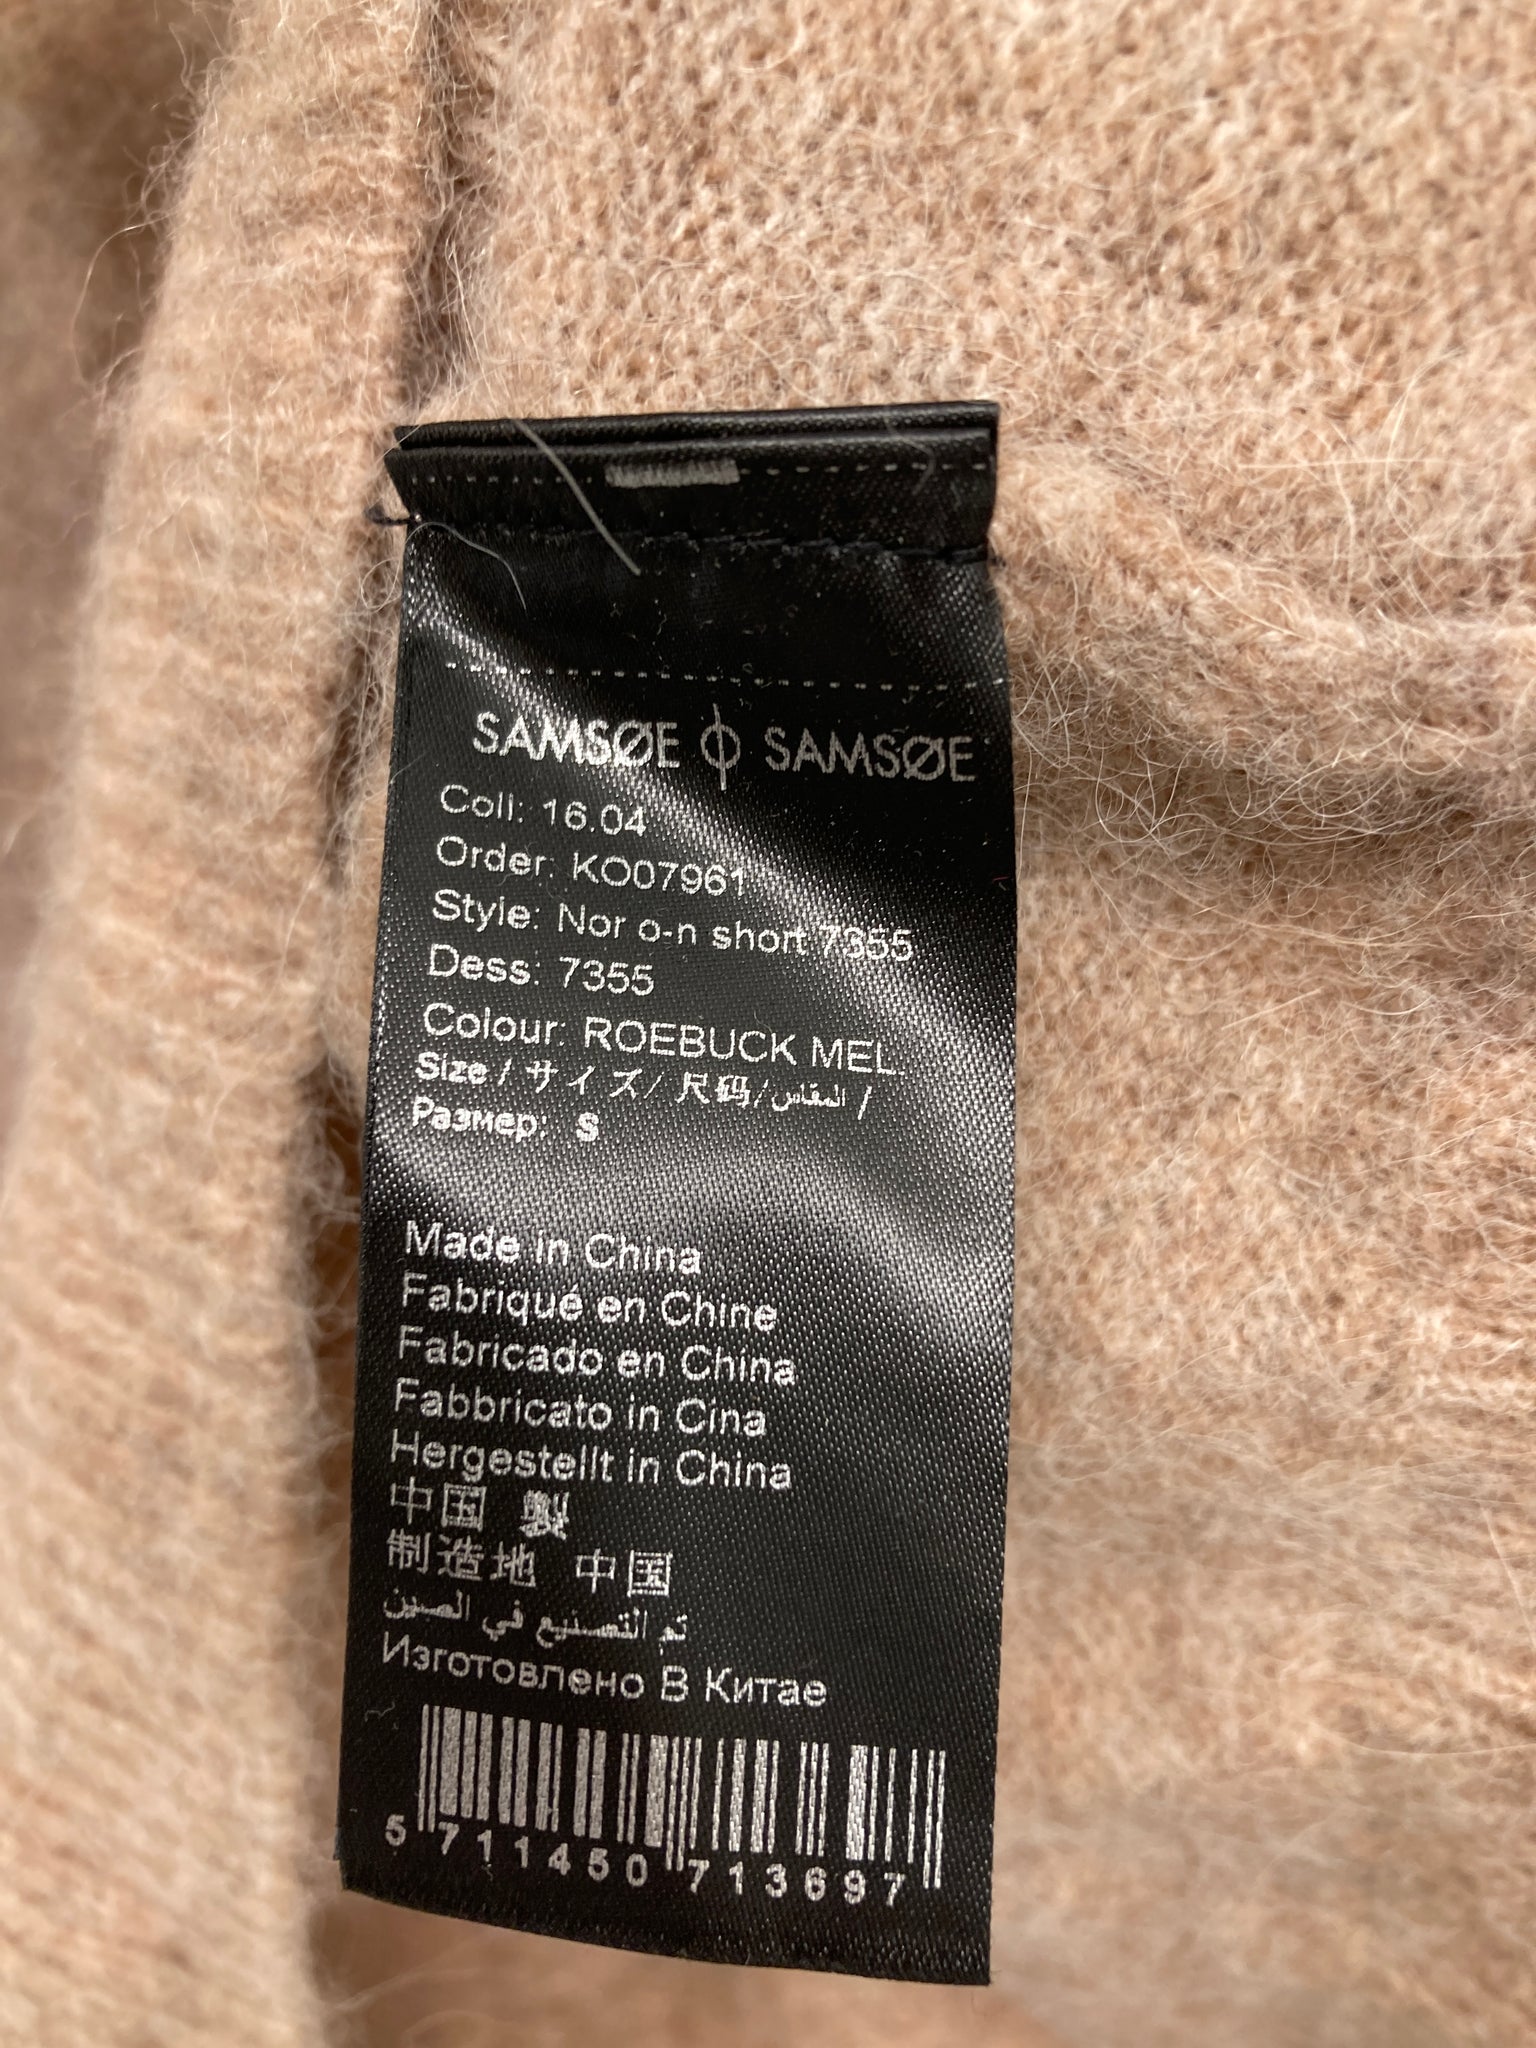 SAMSØE ϕ SAMSØE
Coll: 16.04
Order: KO07961
Style: Nor o-n short 7355
Dess: 7355
Colour: ROEBUCK MEL
Size / サイズ/ 尺码/المقاس /
Размер: S
Made in China
Fabriqué en Chine
Fabricado en China
Fabbricato in Cina
Hergestellt in China
中国 製
制造地 中国
تم التصنيع في الصين
Изготовлено В Китае
5 711450 713697